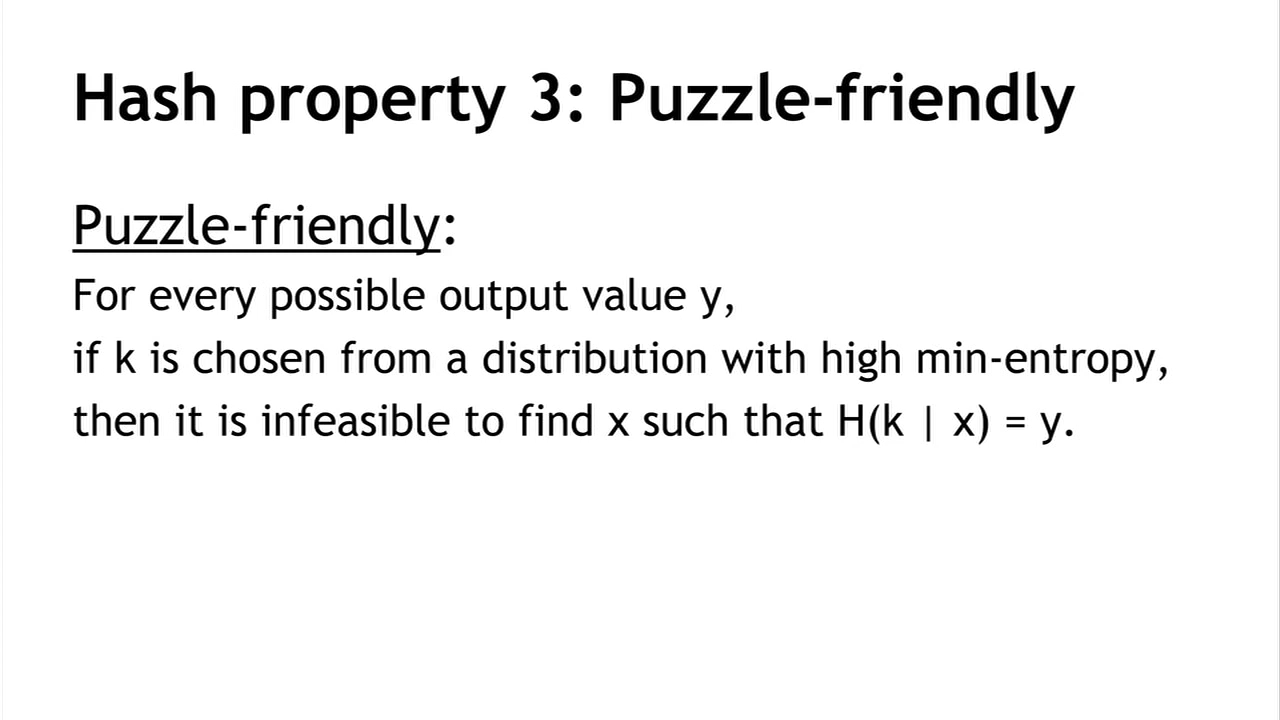 Hash property 3: Puzzle-friendly
Puzzle-friendly:
For every possible output value y,
if k is chosen from a distribution with high min-entropy,
then it is infeasible to find x such that H(k | x) = y.